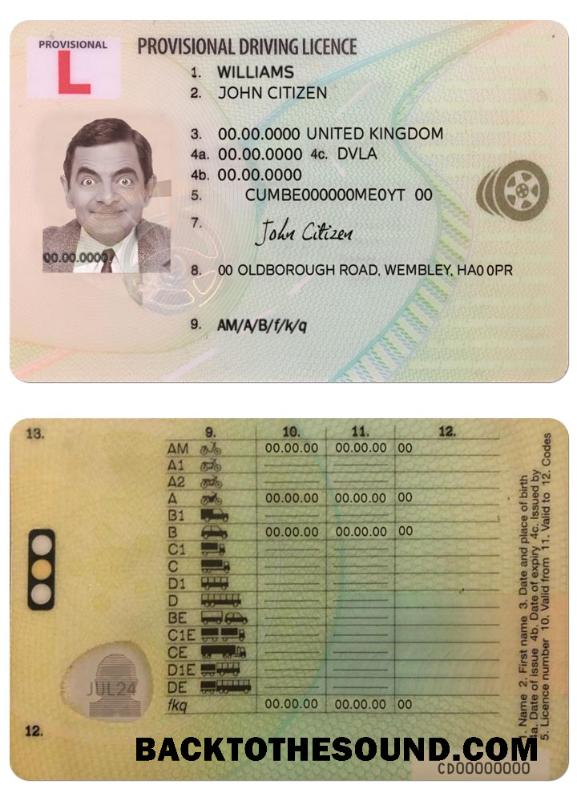 PROVISIONAL
L
PROVISIONAL DRIVING LICENCE
1. WILLIAMS
2. JOHN CITIZEN
3. 00.00.0000 UNITED KINGDOM
4a. 00.00.0000 4c. DVLA
4b. 00.00.0000
5. CUMBE000000ME0YT 00
7. John Citizen
00.00.0000
8. 00 OLDBOROUGH ROAD, WEMBLEY, HA0 0PR
9. AM/A/B/f/k/q
13. 9. 10. 11. 12.
AM 00.00.00 00.00.00 00
A1
A2
A 00.00.00 00.00.00 00
B1
B 00.00.00 00.00.00 00
C1
C
D1
D
BE
C1E
CE
D1E
DE
fkq 00.00.00 00.00.00 00
JUL24
12.
1. Name 2. First name 3. Date and place of birth
4a. Date of issue 4b. Date of expiry 4c. Issued by
5. Licence number 10. Valid from 11. Valid to 12. Codes
BACKTOTHESOUND.COM
CD00000000